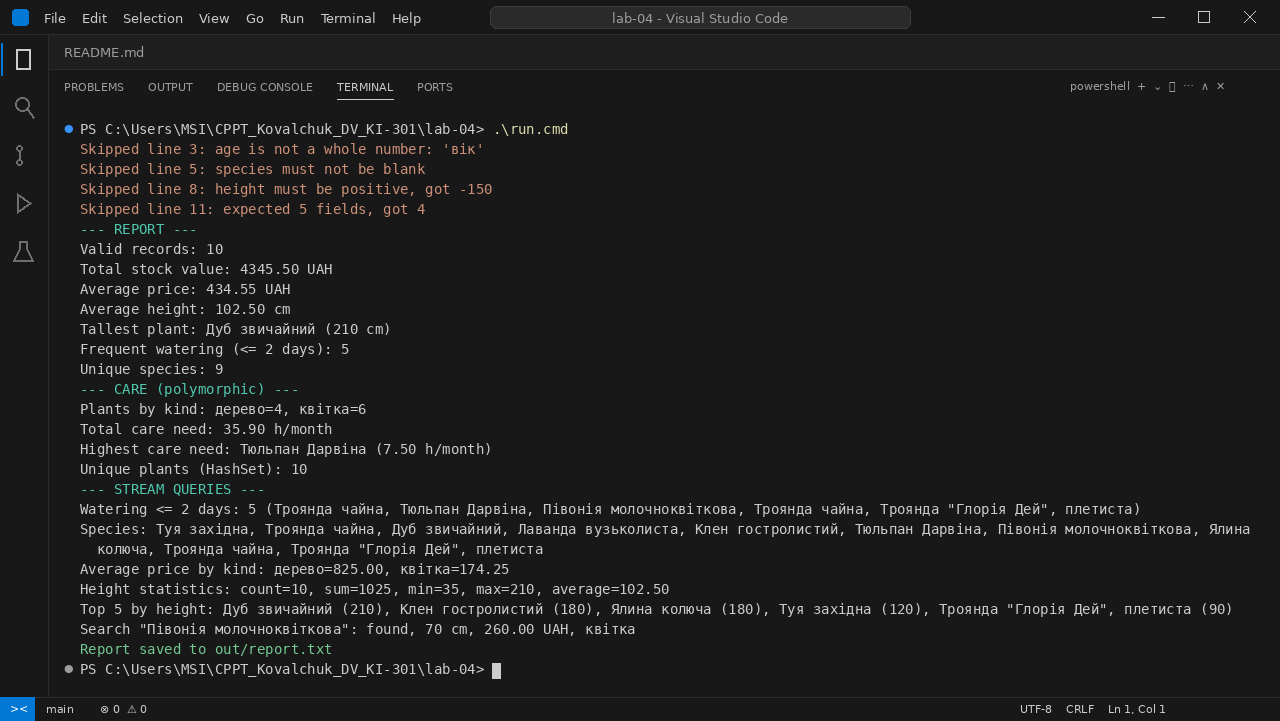 File Edit Selection View Go Run Terminal Help
lab-04 - Visual Studio Code
README.md
PROBLEMS OUTPUT DEBUG CONSOLE TERMINAL PORTS
powershell
PS C:\Users\MSI\CPPT_Kovalchuk_DV_KI-301\lab-04> .\run.cmd
Skipped line 3: age is not a whole number: 'вік'
Skipped line 5: species must not be blank
Skipped line 8: height must be positive, got -150
Skipped line 11: expected 5 fields, got 4
--- REPORT ---
Valid records: 10
Total stock value: 4345.50 UAH
Average price: 434.55 UAH
Average height: 102.50 cm
Tallest plant: Дуб звичайний (210 cm)
Frequent watering (<= 2 days): 5
Unique species: 9
--- CARE (polymorphic) ---
Plants by kind: дерево=4, квітка=6
Total care need: 35.90 h/month
Highest care need: Тюльпан Дарвіна (7.50 h/month)
Unique plants (HashSet): 10
--- STREAM QUERIES ---
Watering <= 2 days: 5 (Троянда чайна, Тюльпан Дарвіна, Півонія молочноквіткова, Троянда чайна, Троянда "Глорія Дей", плетиста)
Species: Туя західна, Троянда чайна, Дуб звичайний, Лаванда вузьколиста, Клен гостролистий, Тюльпан Дарвіна, Півонія молочноквіткова, Ялина
колюча, Троянда чайна, Троянда "Глорія Дей", плетиста
Average price by kind: дерево=825.00, квітка=174.25
Height statistics: count=10, sum=1025, min=35, max=210, average=102.50
Top 5 by height: Дуб звичайний (210), Клен гостролистий (180), Ялина колюча (180), Туя західна (120), Троянда "Глорія Дей", плетиста (90)
Search "Півонія молочноквіткова": found, 70 cm, 260.00 UAH, квітка
Report saved to out/report.txt
PS C:\Users\MSI\CPPT_Kovalchuk_DV_KI-301\lab-04>
>< main ⊗ 0 ⚠ 0
UTF-8 CRLF Ln 1, Col 1